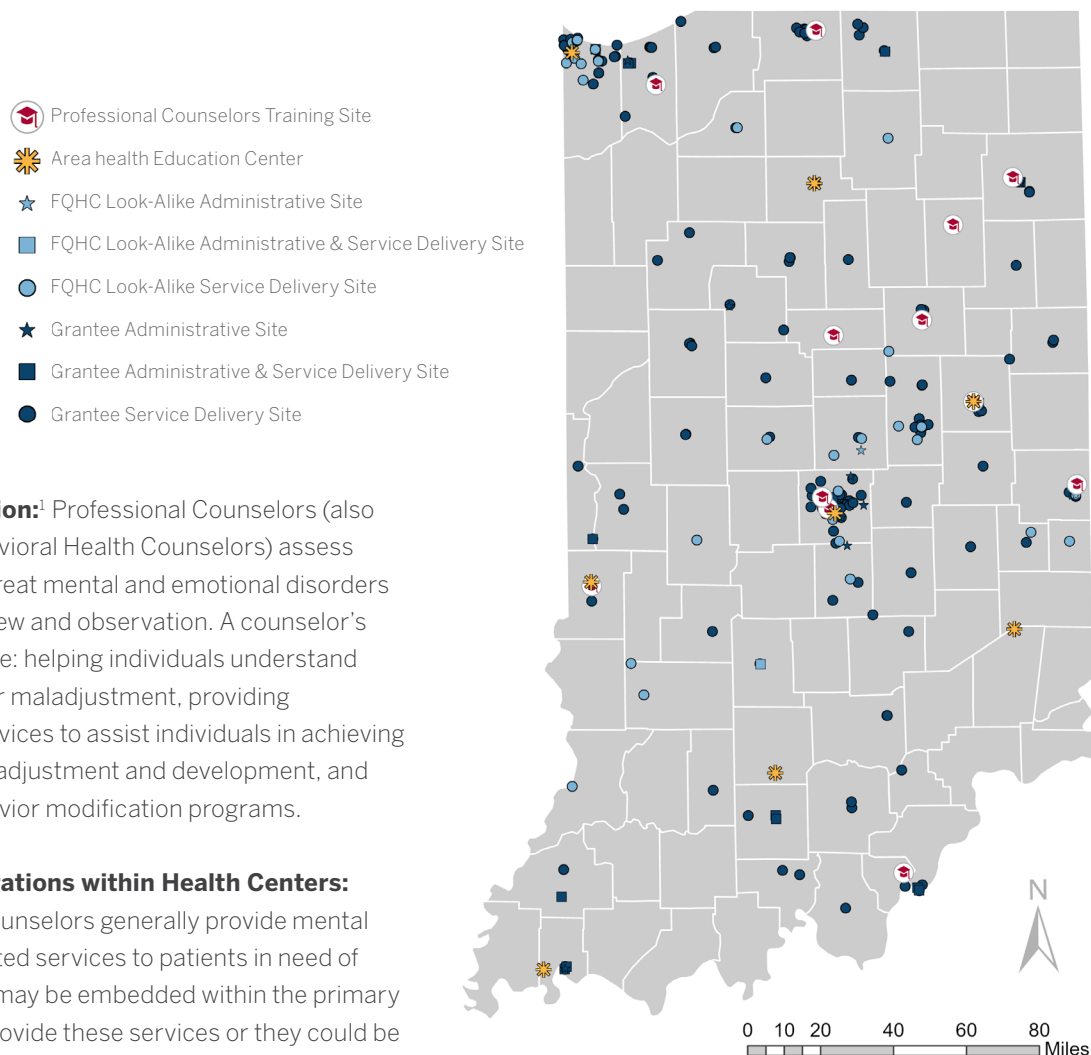 Professional Counselors Training Site
Area health Education Center
FQHC Look-Alike Administrative Site
FQHC Look-Alike Administrative & Service Delivery Site
FQHC Look-Alike Service Delivery Site
Grantee Administrative Site
Grantee Administrative & Service Delivery Site
Grantee Service Delivery Site
ion:1 Professional Counselors (also
vioral Health Counselors) assess
reat mental and emotional disorders
ew and observation. A counselor’s
e: helping individuals understand
r maladjustment, providing
vices to assist individuals in achieving
adjustment and development, and
vior modification programs.
rations within Health Centers:
ounselors generally provide mental
ted services to patients in need of
may be embedded within the primary
ovide these services or they could be
N
0 10 20 40 60 80
Miles